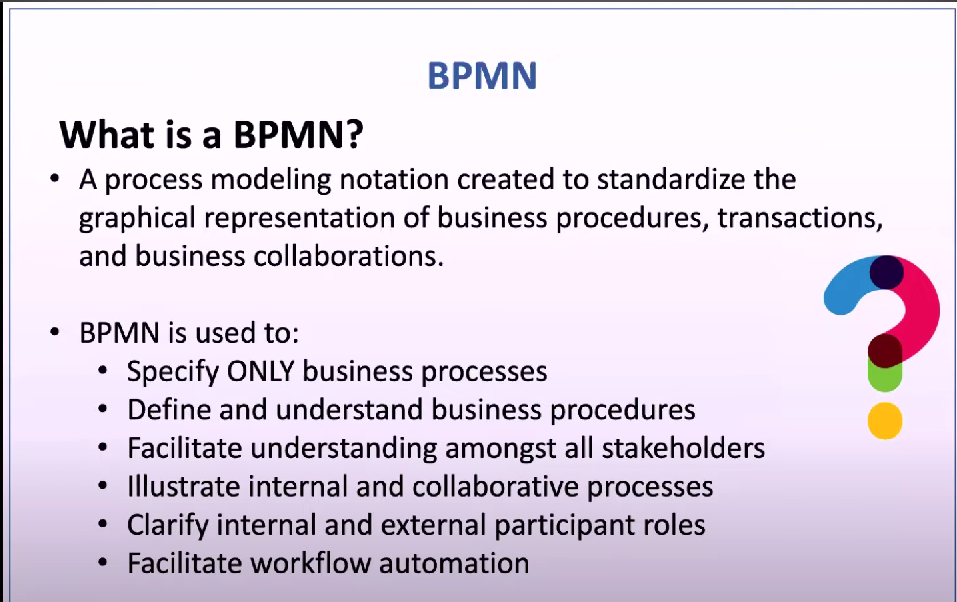 BPMN
What is a BPMN?
• A process modeling notation created to standardize the
graphical representation of business procedures, transactions,
and business collaborations.
• BPMN is used to:
• Specify ONLY business processes
• Define and understand business procedures
• Facilitate understanding amongst all stakeholders
• Illustrate internal and collaborative processes
• Clarify internal and external participant roles
• Facilitate workflow automation